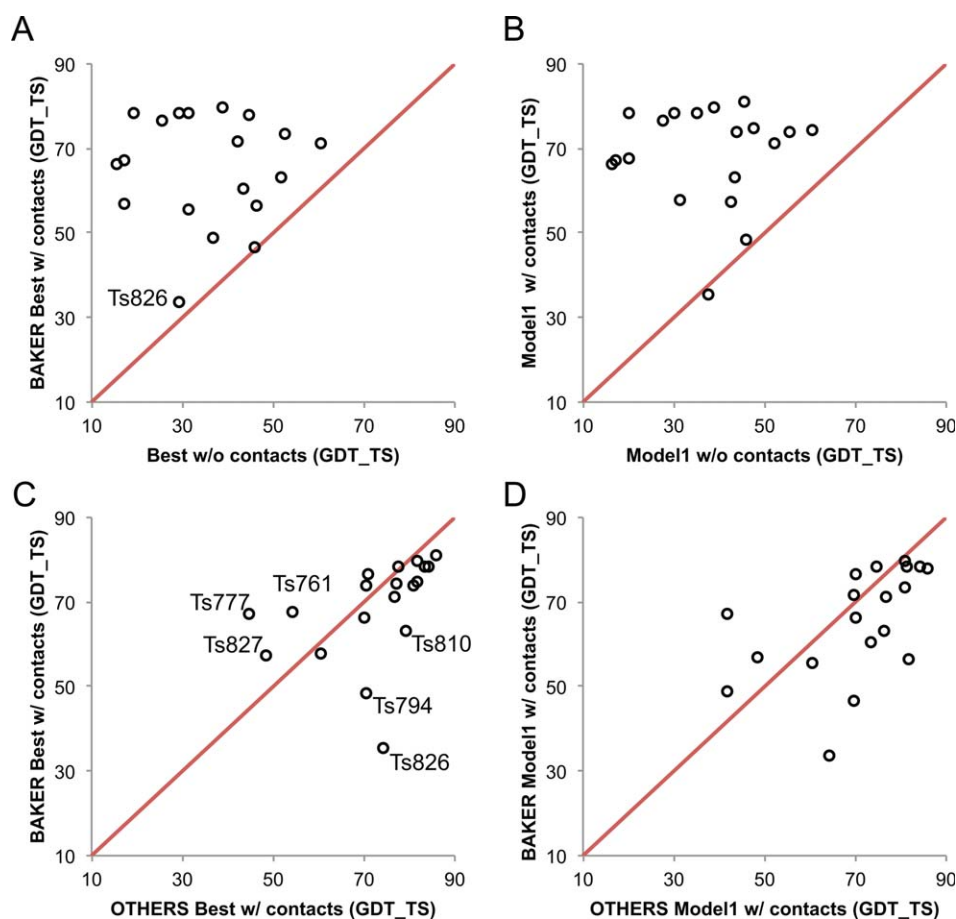 A
BAKER Best w/ contacts (GDT_TS)
90
70
50
30
10
Ts826
10 30 50 70 90
Best w/o contacts (GDT_TS)
B
Model1 w/ contacts (GDT_TS)
90
70
50
30
10
10 30 50 70 90
Model1 w/o contacts (GDT_TS)
C
BAKER Best w/ contacts (GDT_TS)
90
70
50
30
10
Ts777
Ts761
Ts827
Ts810
Ts794
Ts826
10 30 50 70 90
OTHERS Best w/ contacts (GDT_TS)
D
BAKER Model1 w/ contacts (GDT_TS)
90
70
50
30
10
10 30 50 70 90
OTHERS Model1 w/ contacts (GDT_TS)